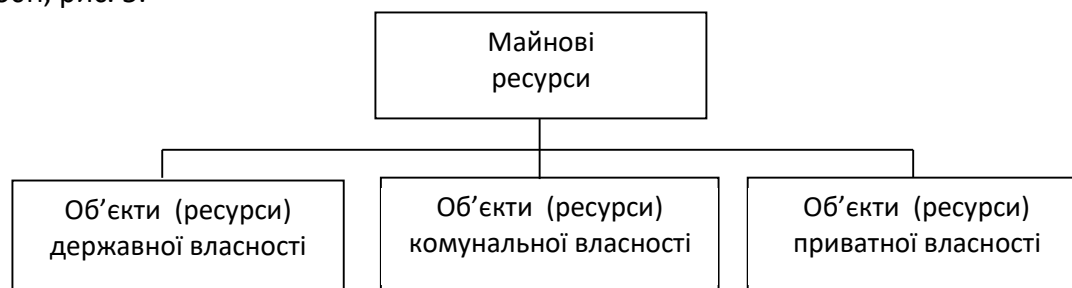 Майнові
ресурси
Об’єкти (ресурси)
державної власності
Об’єкти (ресурси)
комунальної власності
Об’єкти (ресурси)
приватної власності